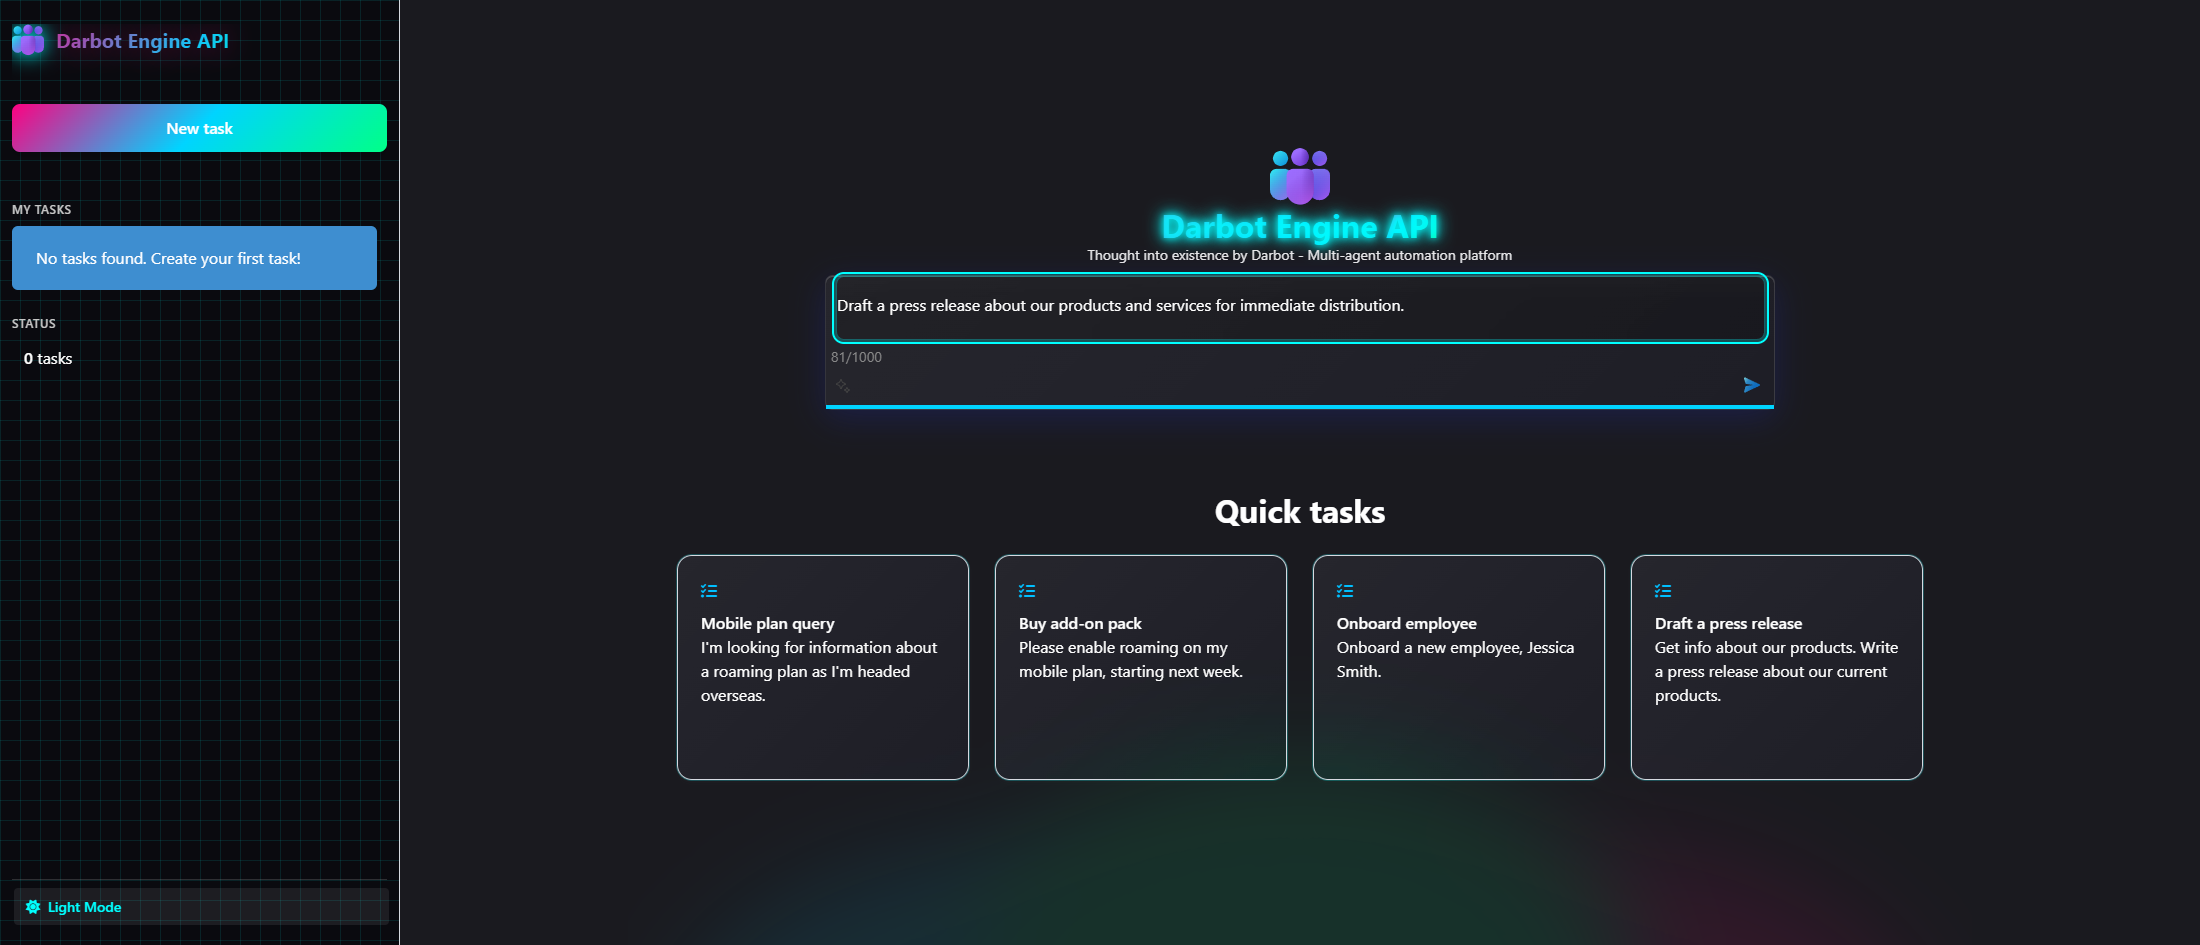 Darbot Engine API
New task
MY TASKS
No tasks found. Create your first task!
STATUS
0 tasks
Light Mode
Darbot Engine API
Thought into existence by Darbot - Multi-agent automation platform
Draft a press release about our products and services for immediate distribution.
81/1000
Quick tasks
Mobile plan query
I'm looking for information about
a roaming plan as I'm headed
overseas.
Buy add-on pack
Please enable roaming on my
mobile plan, starting next week.
Onboard employee
Onboard a new employee, Jessica
Smith.
Draft a press release
Get info about our products. Write
a press release about our current
products.